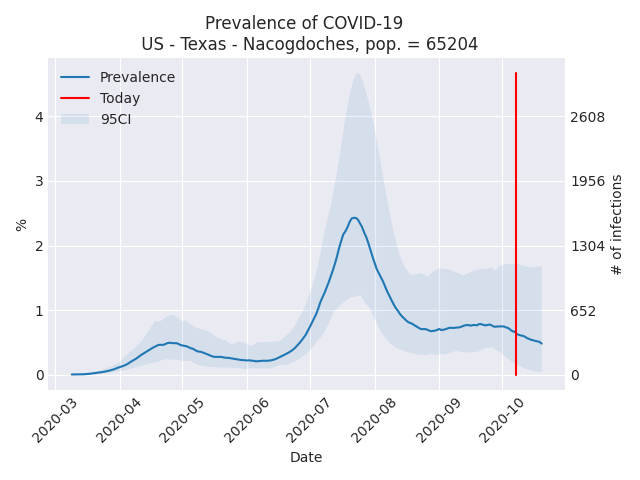 Prevalence of COVID-19
US - Texas - Nacogdoches, pop. = 65204
Prevalence
Today
95CI
4
3
2
1
0
%
2608
1956
1304
652
0
# of infections
2020-03
2020-04
2020-05
2020-06
2020-07
2020-08
2020-09
2020-10
Date